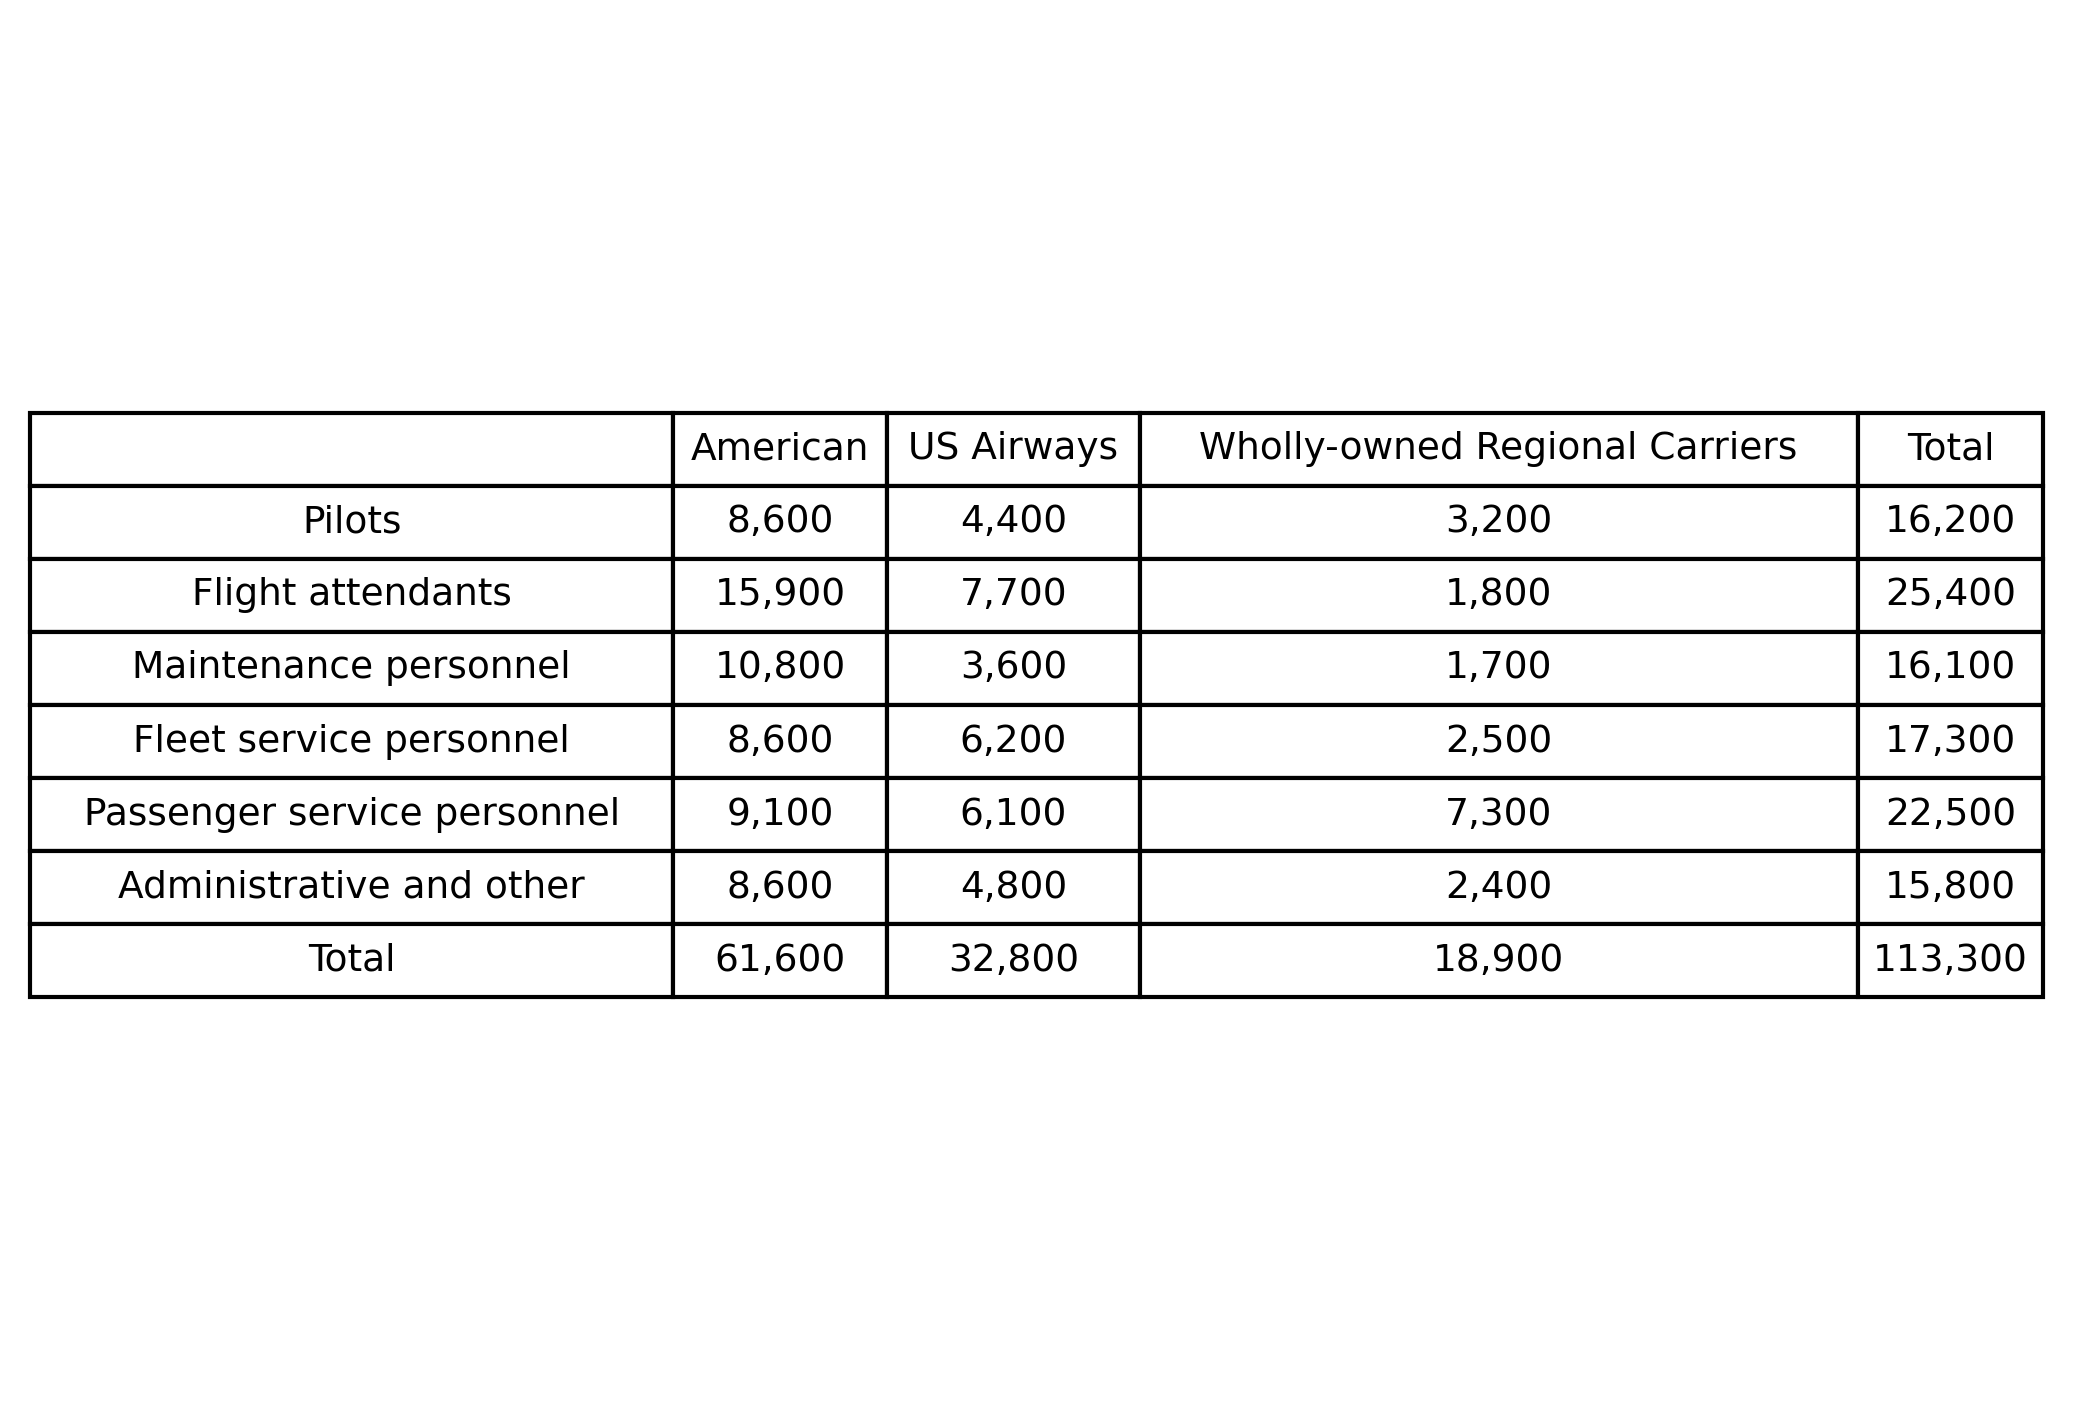 American US Airways Wholly-owned Regional Carriers Total
Pilots 8,600 4,400 3,200 16,200
Flight attendants 15,900 7,700 1,800 25,400
Maintenance personnel 10,800 3,600 1,700 16,100
Fleet service personnel 8,600 6,200 2,500 17,300
Passenger service personnel 9,100 6,100 7,300 22,500
Administrative and other 8,600 4,800 2,400 15,800
Total 61,600 32,800 18,900 113,300